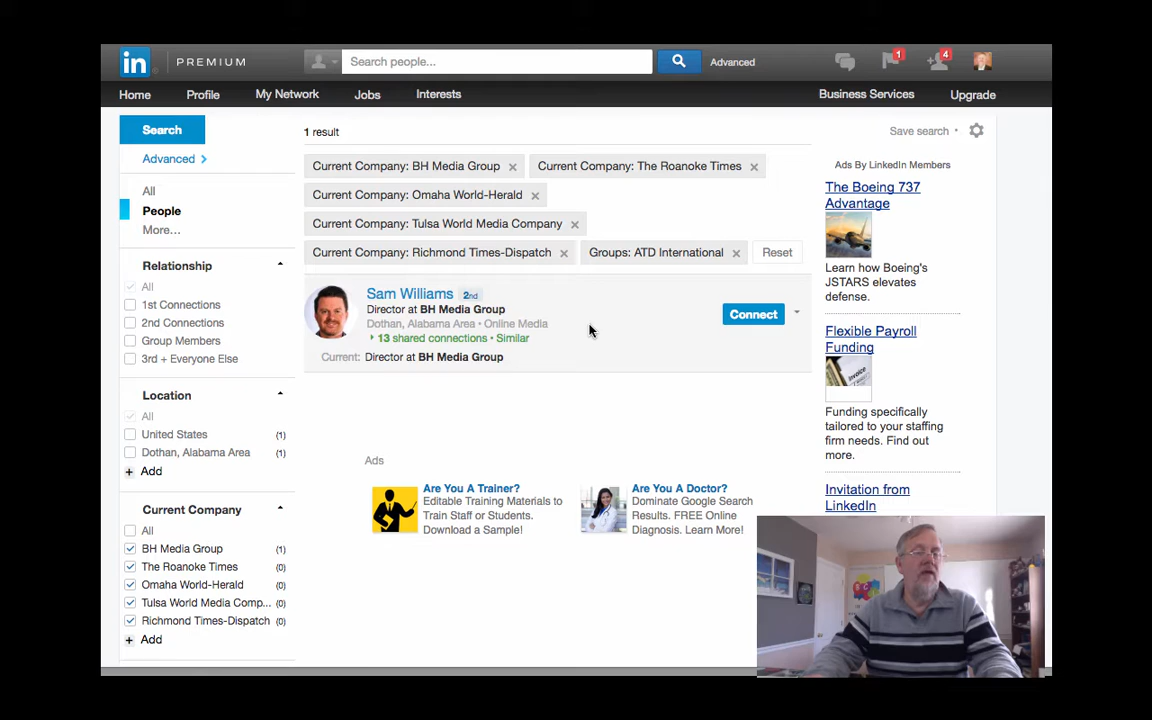 in PREMIUM Search people... Advanced 1 4
Home Profile My Network Jobs Interests Business Services Upgrade
Search
Advanced
All
People
More...
Relationship
All
1st Connections
2nd Connections
Group Members
3rd + Everyone Else
Location
All
United States (1)
Dothan, Alabama Area (1)
+ Add
Current Company
All
BH Media Group (1)
The Roanoke Times (0)
Omaha World-Herald (0)
Tulsa World Media Comp... (0)
Richmond Times-Dispatch (0)
+ Add
1 result
Save search
Current Company: BH Media Group × Current Company: The Roanoke Times ×
Current Company: Omaha World-Herald ×
Current Company: Tulsa World Media Company ×
Current Company: Richmond Times-Dispatch × Groups: ATD International × Reset
Sam Williams 2nd
Director at BH Media Group
Dothan, Alabama Area • Online Media
13 shared connections • Similar
Current: Director at BH Media Group
Connect
Ads
Are You A Trainer?
Editable Training Materials to
Train Staff or Students.
Download a Sample!
Are You A Doctor?
Dominate Google Search
Results. FREE Online
Diagnosis. Learn More!
Ads By LinkedIn Members
The Boeing 737
Advantage
Learn how Boeing's
JSTARS elevates
defense.
Flexible Payroll
Funding
Invoice
Funding specifically
tailored to your staffing
firm needs. Find out
more.
Invitation from
LinkedIn